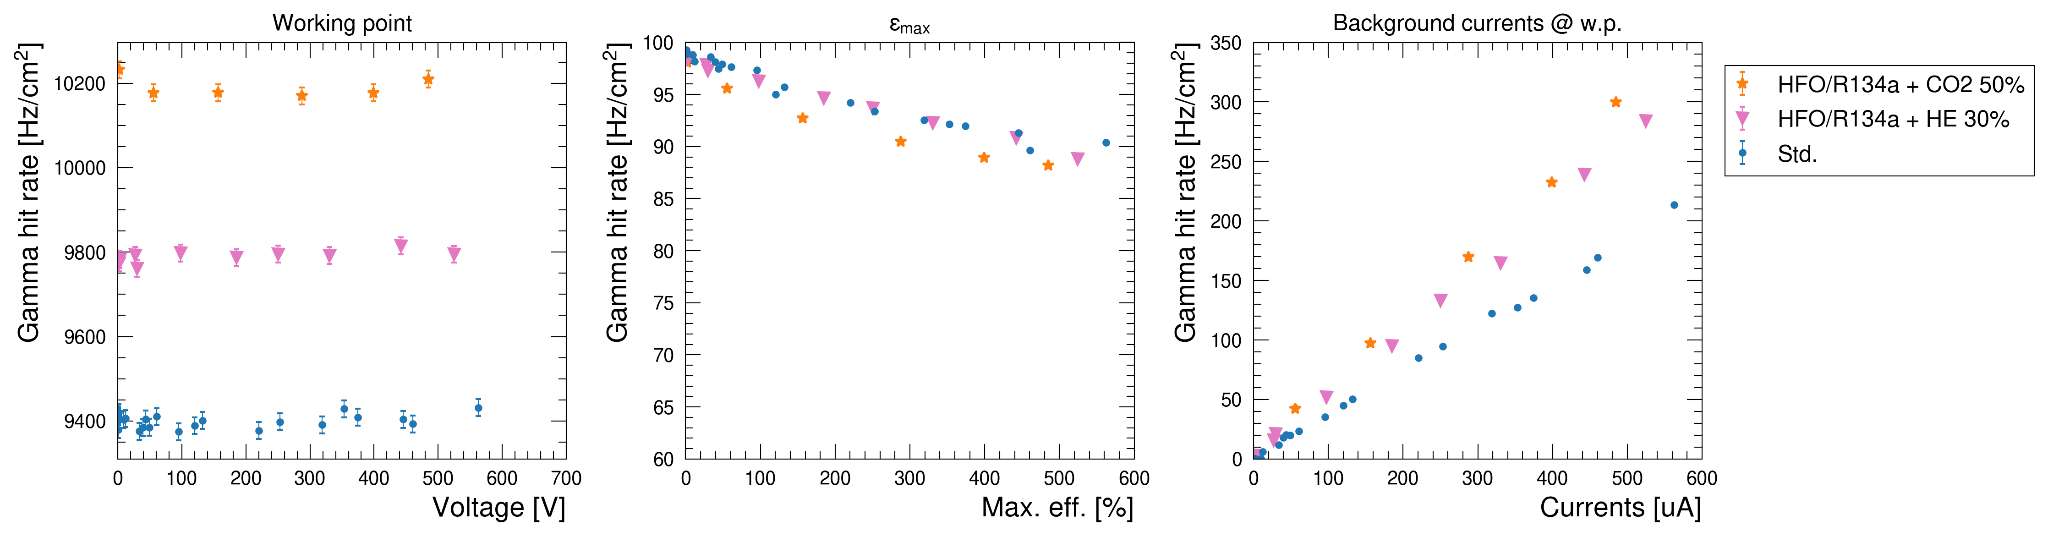 Working point
Gamma hit rate [Hz/cm²]
10200
10000
9800
9600
9400
0 100 200 300 400 500 600 700
Voltage [V]
ε_max
Gamma hit rate [Hz/cm²]
100
95
90
85
80
75
70
65
60
0 100 200 300 400 500 600
Max. eff. [%]
Background currents @ w.p.
Gamma hit rate [Hz/cm²]
350
300
250
200
150
100
50
0
0 100 200 300 400 500 600
Currents [uA]
HFO/R134a + CO2 50%
HFO/R134a + HE 30%
Std.